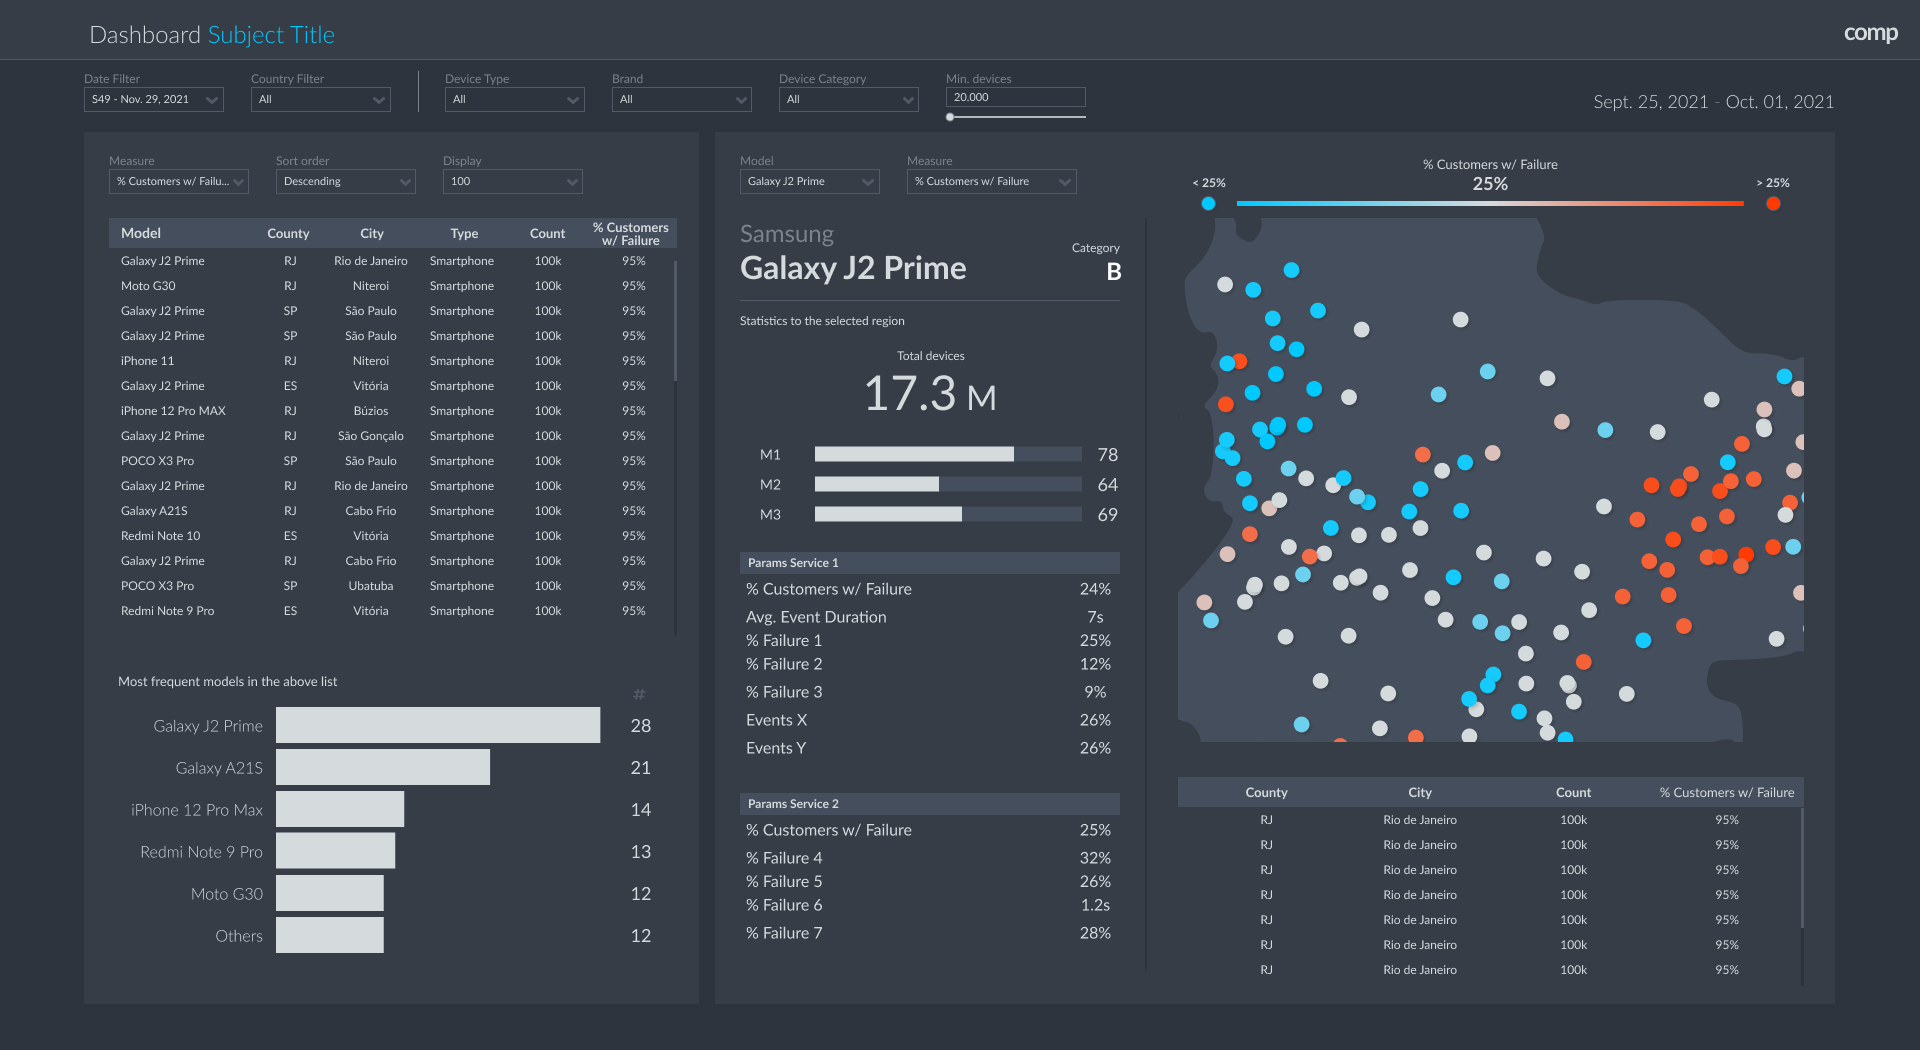 Dashboard Subject Title
comp
Date Filter
S49 - Nov. 29, 2021
Country Filter
All
Device Type
All
Brand
All
Device Category
All
Min. devices
20.000
Sept. 25, 2021 - Oct. 01, 2021
Measure
% Customers w/ Failu...
Sort order
Descending
Display
100
Model County City Type Count % Customers w/ Failure
Galaxy J2 Prime RJ Rio de Janeiro Smartphone 100k 95%
Moto G30 RJ Niteroi Smartphone 100k 95%
Galaxy J2 Prime SP São Paulo Smartphone 100k 95%
Galaxy J2 Prime SP São Paulo Smartphone 100k 95%
iPhone 11 RJ Niteroi Smartphone 100k 95%
Galaxy J2 Prime ES Vitória Smartphone 100k 95%
iPhone 12 Pro MAX RJ Búzios Smartphone 100k 95%
Galaxy J2 Prime RJ São Gonçalo Smartphone 100k 95%
POCO X3 Pro SP São Paulo Smartphone 100k 95%
Galaxy J2 Prime RJ Rio de Janeiro Smartphone 100k 95%
Galaxy A21S RJ Cabo Frio Smartphone 100k 95%
Redmi Note 10 ES Vitória Smartphone 100k 95%
Galaxy J2 Prime RJ Cabo Frio Smartphone 100k 95%
POCO X3 Pro SP Ubatuba Smartphone 100k 95%
Redmi Note 9 Pro ES Vitória Smartphone 100k 95%
Most frequent models in the above list
#
Galaxy J2 Prime 28
Galaxy A21S 21
iPhone 12 Pro Max 14
Redmi Note 9 Pro 13
Moto G30 12
Others 12
Model
Galaxy J2 Prime
Measure
% Customers w/ Failure
Samsung
Galaxy J2 Prime
Category
B
Statistics to the selected region
Total devices
17.3 M
M1 78
M2 64
M3 69
Params Service 1
% Customers w/ Failure 24%
Avg. Event Duration 7s
% Failure 1 25%
% Failure 2 12%
% Failure 3 9%
Events X 26%
Events Y 26%
Params Service 2
% Customers w/ Failure 25%
% Failure 4 32%
% Failure 5 26%
% Failure 6 1.2s
% Failure 7 28%
% Customers w/ Failure
< 25% 25% > 25%
County City Count % Customers w/ Failure
RJ Rio de Janeiro 100k 95%
RJ Rio de Janeiro 100k 95%
RJ Rio de Janeiro 100k 95%
RJ Rio de Janeiro 100k 95%
RJ Rio de Janeiro 100k 95%
RJ Rio de Janeiro 100k 95%
RJ Rio de Janeiro 100k 95%